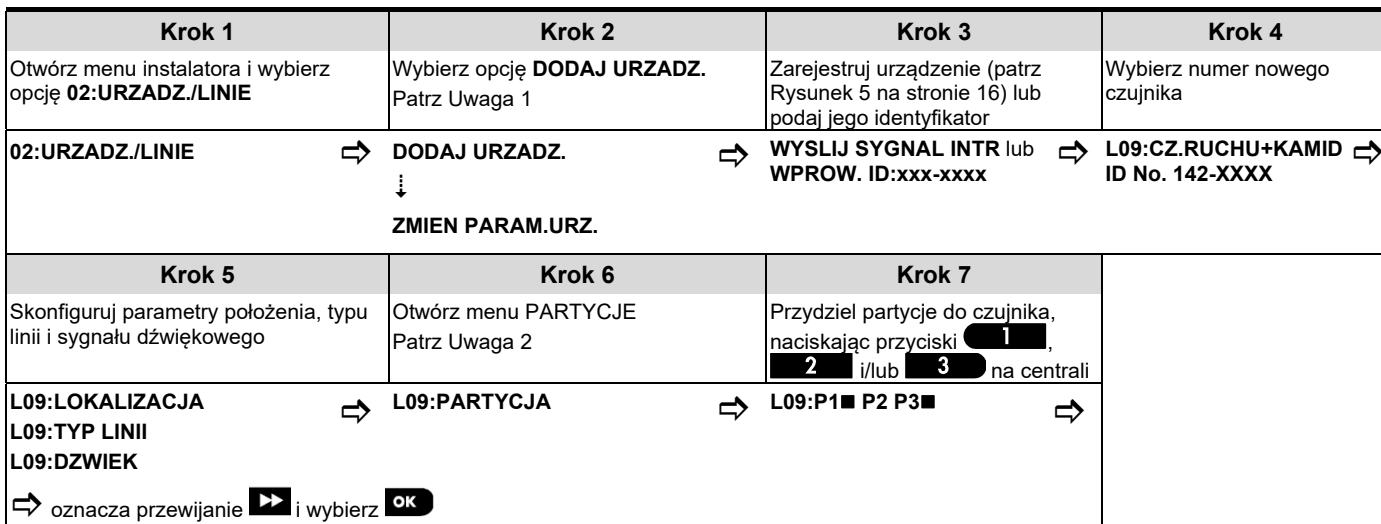 Krok 1
Krok 2
Krok 3
Krok 4
Otwórz menu instalatora i wybierz
opcję 02:URZADZ./LINIE
Wybierz opcję DODAJ URZADZ.
Patrz Uwaga 1
Zarejestruj urządzenie (patrz
Rysunek 5 na stronie 16) lub
podaj jego identyfikator
Wybierz numer nowego
czujnika
02:URZADZ./LINIE
DODAJ URZADZ.
ZMIEN PARAM.URZ.
WYSLIJ SYGNAL INTR lub
WPROW. ID:xxx-xxxx
L09:CZ.RUCHU+KAMID
ID No. 142-XXXX
Krok 5
Krok 6
Krok 7
Skonfiguruj parametry położenia, typu
linii i sygnału dźwiękowego
Otwórz menu PARTYCJE
Patrz Uwaga 2
Przydziel partycje do czujnika,
naciskając przyciski 1,
2 i/lub 3 na centrali
L09:LOKALIZACJA
L09:TYP LINII
L09:DZWIEK
L09:PARTYCJA
L09:P1■ P2 P3■
⇨ oznacza przewijanie ▶▶ i wybierz OK